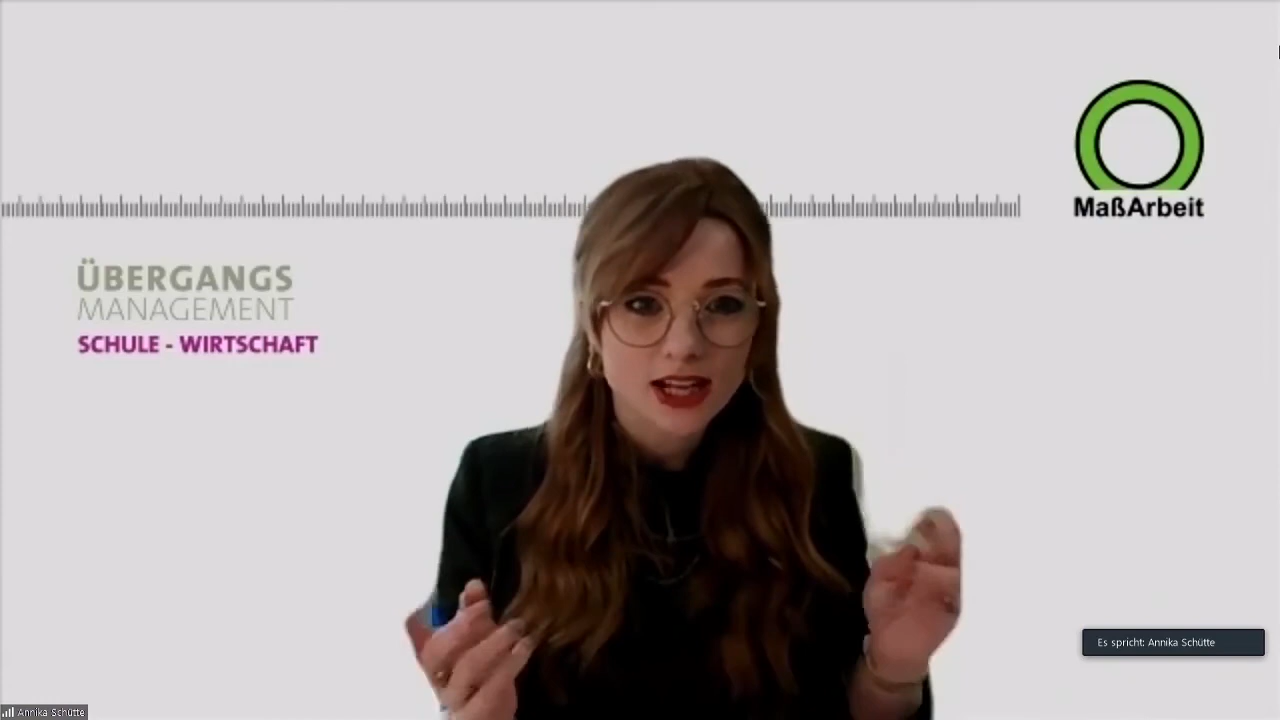 MaßArbeit
ÜBERGANGS
MANAGEMENT
SCHULE - WIRTSCHAFT
Es spricht: Annika Schütte
Annika Schütte